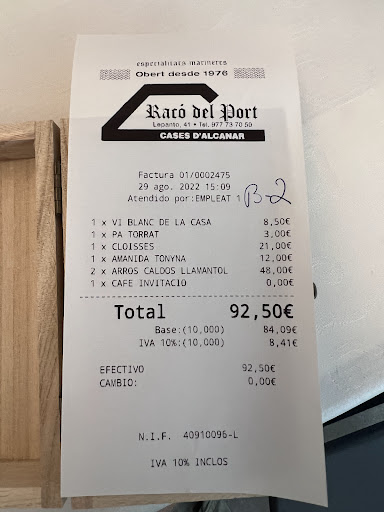 especialitats marineres
Obert desde 1976
Racó del Port
Lepanto, 41 • Tel. 977 73 70 50
CASES D'ALCANAR
Factura 01/0002475
29 ago. 2022 15:09
Atendido por:EMPLEAT 1
B-2
1 x VI BLANC DE LA CASA 8,50€
1 x PA TORRAT 3,00€
1 x CLOISSES 21,00€
1 x AMANIDA TONYNA 12,00€
2 x ARROS CALDOS LLAMANTOL 48,00€
1 x CAFE INVITACIO 0,00€
Total 92,50€
Base:(10,000) 84,09€
IVA 10%:(10,000) 8,41€
EFECTIVO 92,50€
CAMBIO: 0,00€
N.I.F. 40910096-L
IVA 10% INCLOS